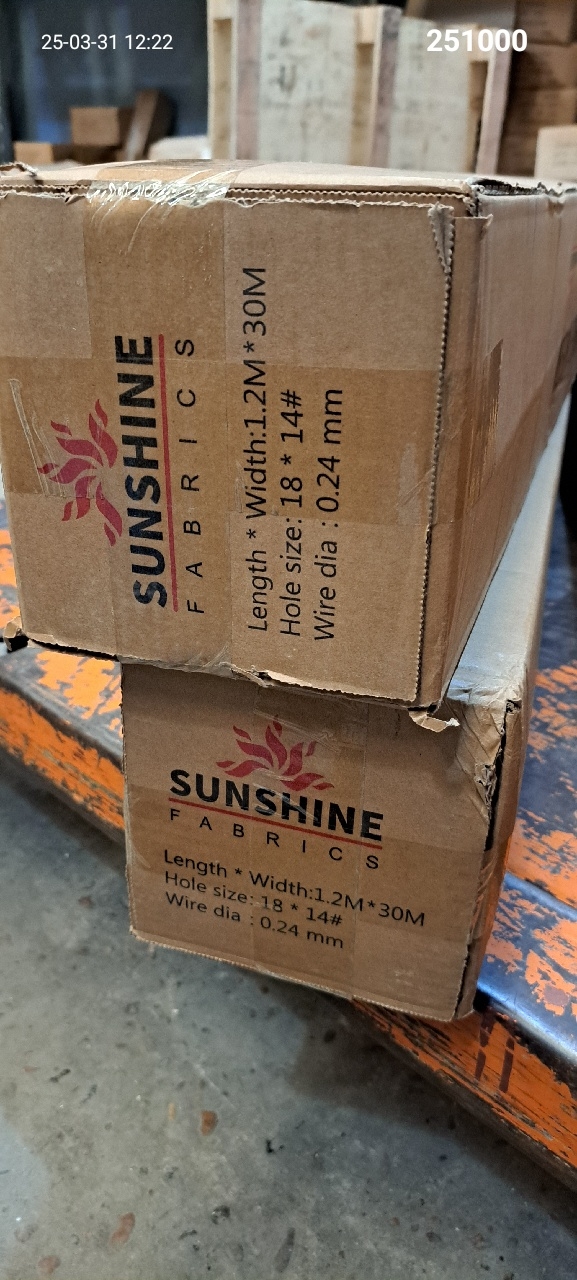 25-03-31 12:22
251000
SUNSHINE
FABRICS
Length * Width:1.2M*30M
Hole size: 18 * 14#
Wire dia : 0.24 mm
SUNSHINE
FABRICS
Length * Width:1.2M*30M
Hole size: 18 * 14#
Wire dia : 0.24 mm